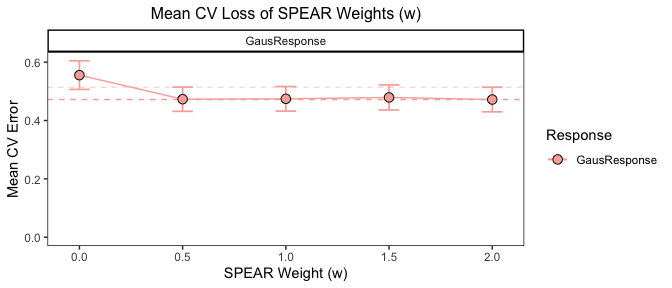 Mean CV Loss of SPEAR Weights (w)
GausResponse
0.6
0.4
0.2
0.0
Mean CV Error
0.0 0.5 1.0 1.5 2.0
SPEAR Weight (w)
Response
GausResponse